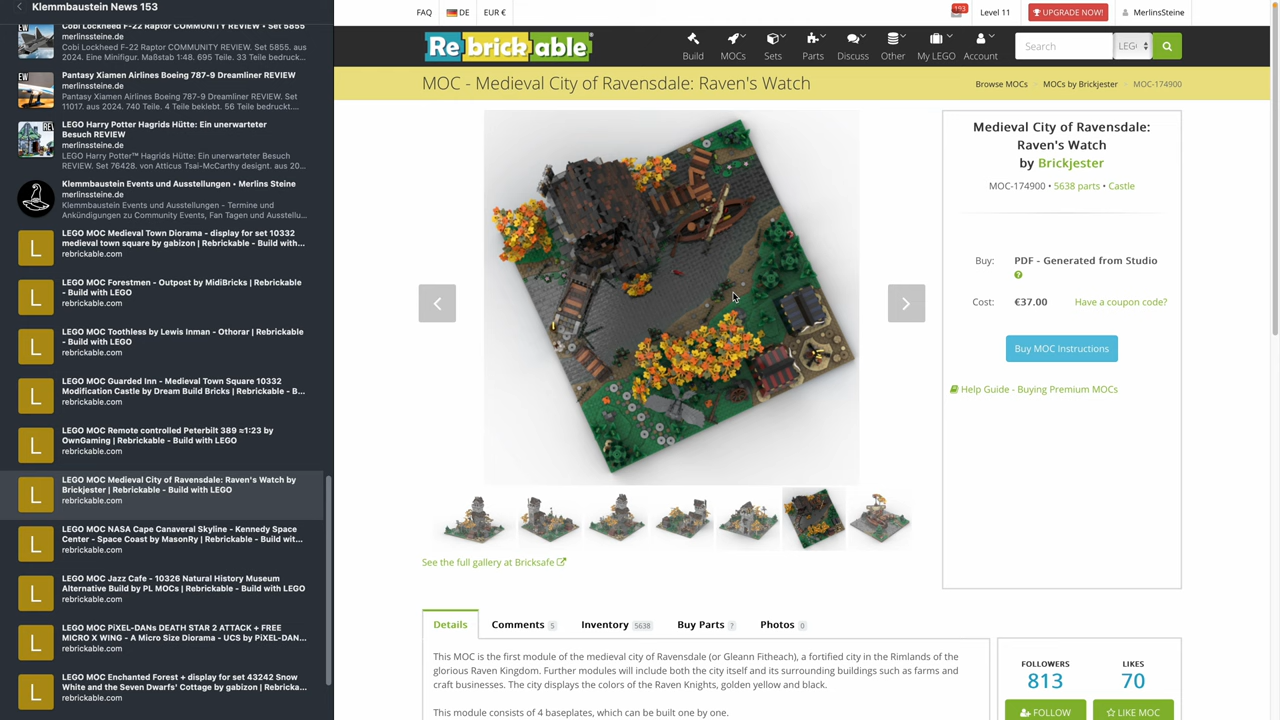 Klemmbaustein News 153
Cobi Lockheed F-22 Raptor COMMUNITY REVIEW • Set 5855
merlinssteine.de
Cobi Lockheed F-22 Raptor COMMUNITY REVIEW. Set 5855. aus
2024. Eine Minifigur. Maßstab 1:48. 695 Teile. 33 Teile bedruckt....
Pantasy Xiamen Airlines Boeing 787-9 Dreamliner REVIEW
merlinssteine.de
Pantasy Xiamen Airlines Boeing 787-9 Dreamliner REVIEW. Set
11017. aus 2024. 740 Teile. 4 Teile beklebt. 56 Teile bedruckt....
LEGO Harry Potter Hagrids Hütte: Ein unerwarteter
Besuch REVIEW
merlinssteine.de
LEGO Harry Potter™ Hagrids Hütte: Ein unerwarteter Besuch
REVIEW. Set 76428. von Atticus Tsai-McCarthy designt. aus 20...
Klemmbaustein Events und Ausstellungen • Merlins Steine
merlinssteine.de
Klemmbaustein Events und Ausstellungen - Termine und
Ankündigungen zu Community Events, Fan Tagen und Ausstellu...
L
LEGO MOC Medieval Town Diorama - display for set 10332
medieval town square by gabizon | Rebrickable - Build with...
rebrickable.com
L
LEGO MOC Forestmen - Outpost by MidiBricks | Rebrickable
- Build with LEGO
rebrickable.com
L
LEGO MOC Toothless by Lewis Inman - Othorar | Rebrickable
- Build with LEGO
rebrickable.com
L
LEGO MOC Guarded Inn - Medieval Town Square 10332
Modification Castle by Dream Build Bricks | Rebrickable - B...
rebrickable.com
L
LEGO MOC Remote controlled Peterbilt 389 ≈1:23 by
OwnGaming | Rebrickable - Build with LEGO
rebrickable.com
L
LEGO MOC Medieval City of Ravensdale: Raven's Watch by
Brickjester | Rebrickable - Build with LEGO
rebrickable.com
L
LEGO MOC NASA Cape Canaveral Skyline - Kennedy Space
Center - Space Coast by MasonRy | Rebrickable - Build wit...
rebrickable.com
L
LEGO MOC Jazz Cafe - 10326 Natural History Museum
Alternative Build by PL MOCs | Rebrickable - Build with LEGO
rebrickable.com
L
LEGO MOC PiXEL-DANs DEATH STAR 2 ATTACK + FREE
MICRO X WING - A Micro Size Diorama - UCS by PiXEL-DAN...
rebrickable.com
L
LEGO MOC Enchanted Forest + display for set 43242 Snow
White and the Seven Dwarfs' Cottage by gabizon | Rebricka...
rebrickable.com
FAQ DE EUR € 193 Level 11 UPGRADE NOW! MerlinsSteine
Rebrickable
Build MOCs Sets Parts Discuss Other My LEGO Account Search LEG
MOC - Medieval City of Ravensdale: Raven's Watch
Browse MOCs MOCs by Brickjester MOC-174900
Medieval City of Ravensdale:
Raven's Watch
by Brickjester
MOC-174900 • 5638 parts • Castle
Buy: PDF - Generated from Studio
?
Cost: €37.00 Have a coupon code?
Buy MOC Instructions
Help Guide - Buying Premium MOCs
See the full gallery at Bricksafe
Details Comments 5 Inventory 5638 Buy Parts ? Photos 0
This MOC is the first module of the medieval city of Ravensdale (or Gleann Fitheach), a fortified city in the Rimlands of the
glorious Raven Kingdom. Further modules will include both the city itself and its surrounding buildings such as farms and
craft businesses. The city displays the colors of the Raven Knights, golden yellow and black.
This module consists of 4 baseplates, which can be built one by one.
FOLLOWERS
813
FOLLOW
LIKES
70
LIKE MOC